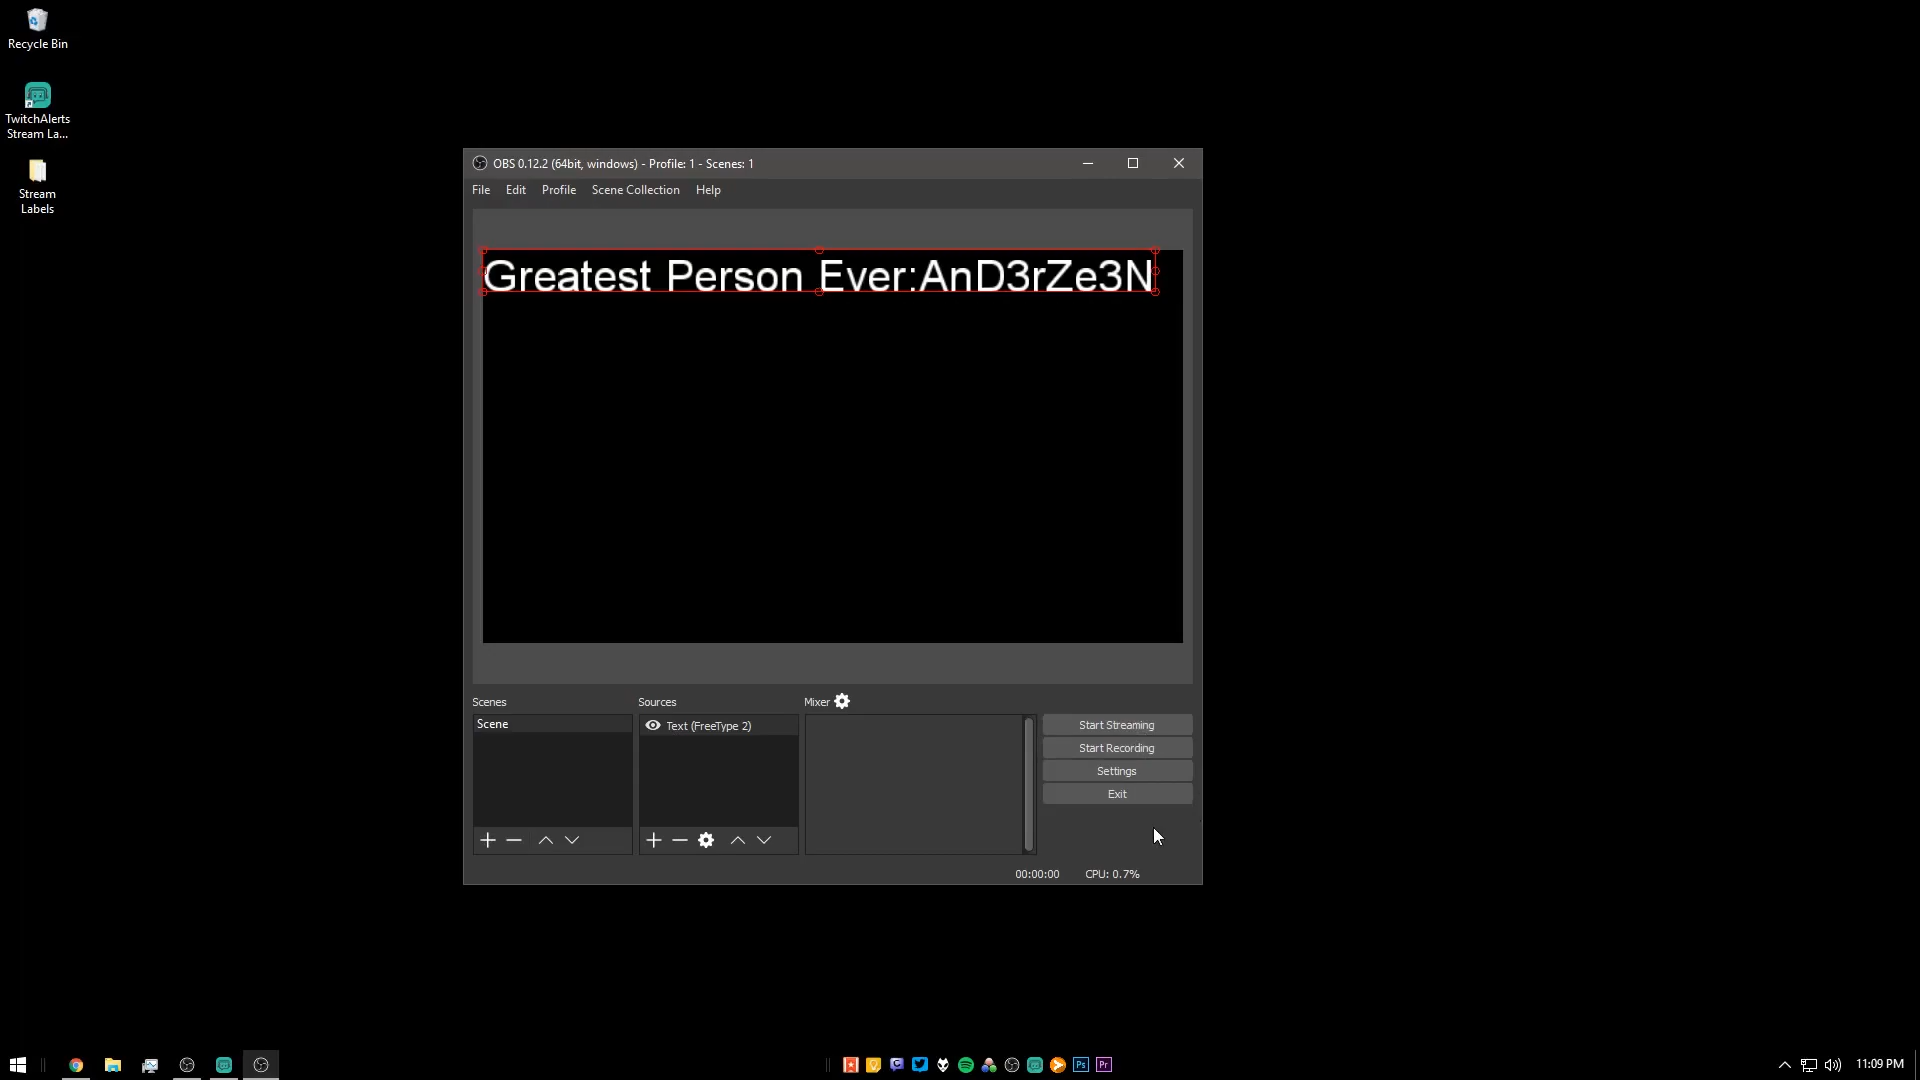 Recycle Bin
TwitchAlerts
Stream La...
Stream
Labels
OBS 0.12.2 (64bit, windows) - Profile: 1 - Scenes: 1
File Edit Profile Scene Collection Help
Greatest Person Ever:AnD3rZe3N
Scenes Sources Mixer
Scene
Text (FreeType 2)
Start Streaming
Start Recording
Settings
Exit
00:00:00 CPU: 0.7%
Ps Pr
11:09 PM